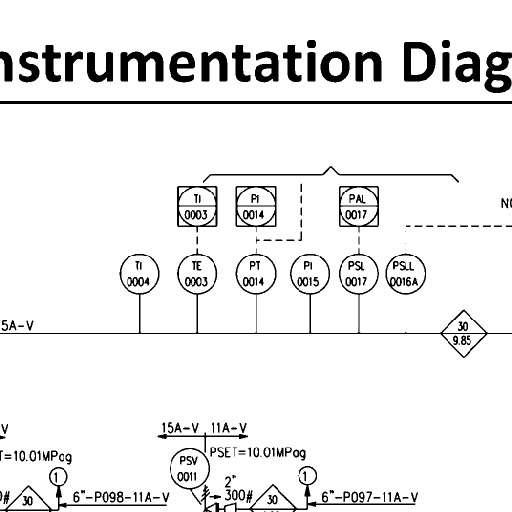 nstrumentation Diag
TI PI PAL
0003 0014 0017
NO
TI TE PT PI PSL PSLL
0004 0003 0014 0015 0017 0016A
5A-V
30
9.85
15A-V 11A-V
V
T=10.01MPag
PSV
0011
PSET=10.01MPag
1
1
2"
300#
0#
30
6"-P098-11A-V
30
6"-P097-11A-V